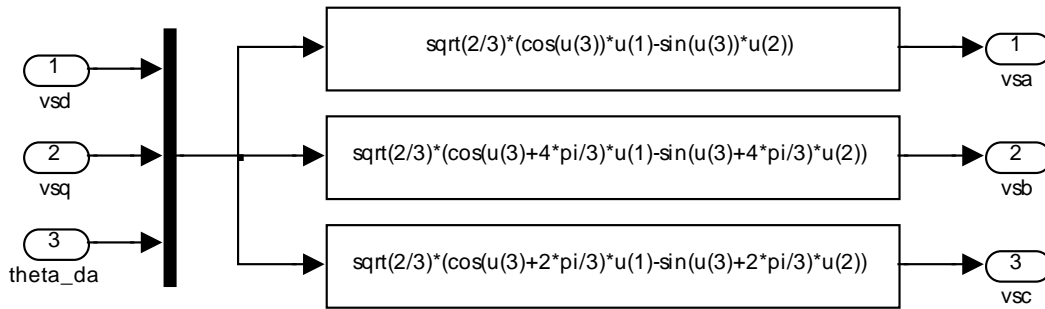 1
vsd
2
vsq
3
theta_da
sqrt(2/3)*(cos(u(3))*u(1)-sin(u(3))*u(2))
sqrt(2/3)*(cos(u(3)+4*pi/3)*u(1)-sin(u(3)+4*pi/3)*u(2))
sqrt(2/3)*(cos(u(3)+2*pi/3)*u(1)-sin(u(3)+2*pi/3)*u(2))
1
vsa
2
vsb
3
vsc